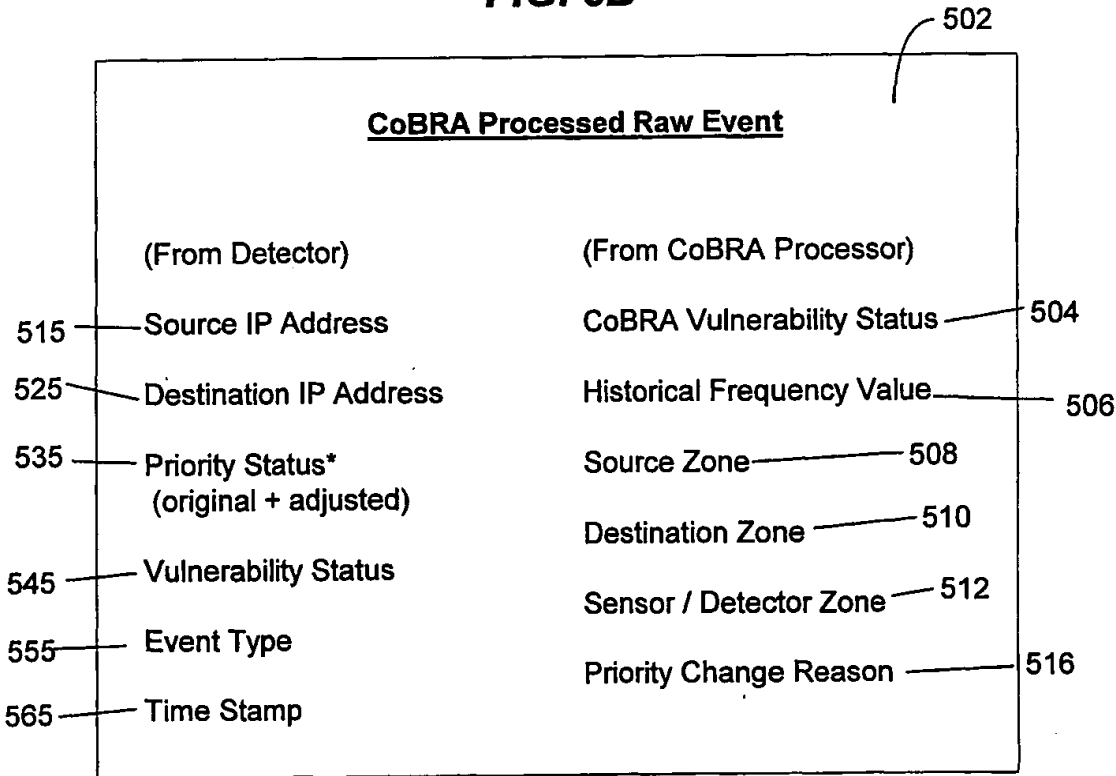 502
CoBRA Processed Raw Event
(From Detector)
(From CoBRA Processor)
515 Source IP Address
CoBRA Vulnerability Status 504
525 Destination IP Address
Historical Frequency Value 506
535 Priority Status*
(original + adjusted)
Source Zone 508
Destination Zone 510
545 Vulnerability Status
Sensor / Detector Zone 512
555 Event Type
Priority Change Reason 516
565 Time Stamp